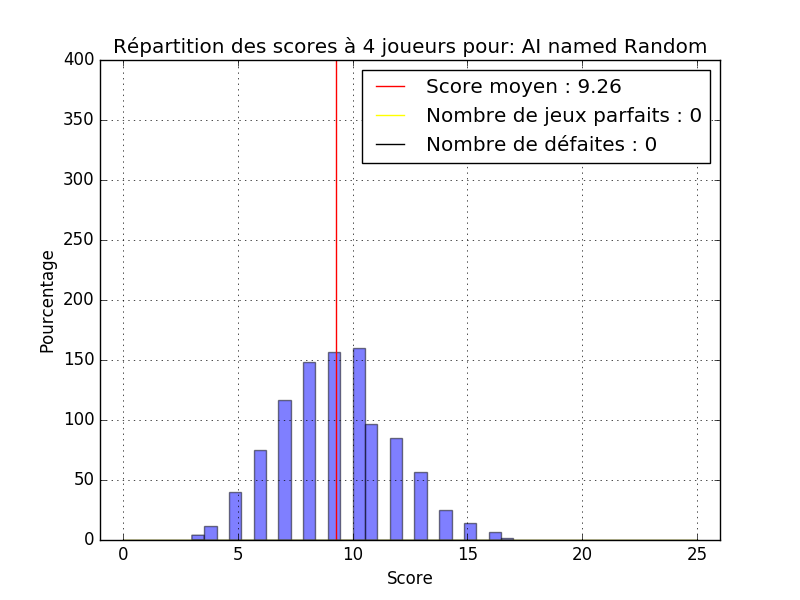 Répartition des scores à 4 joueurs pour: AI named Random
400
350
300
250
200
150
100
50
0
Pourcentage
Score moyen : 9.26
Nombre de jeux parfaits : 0
Nombre de défaites : 0
0 5 10 15 20 25
Score